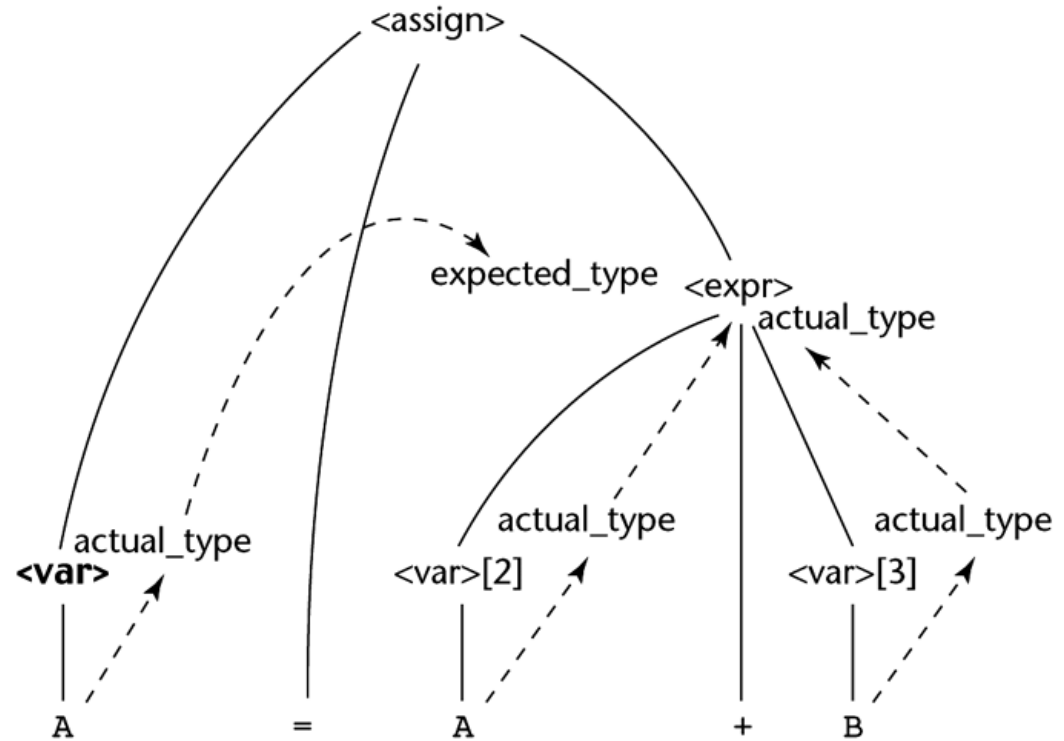 <assign>
expected_type
<expr>
actual_type
actual_type
actual_type
actual_type
<var>
<var>[2]
<var>[3]
A = A + B